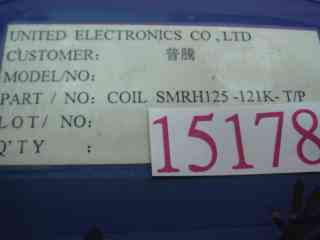 UNITED ELECTRONICS CO.,LTD
CUSTOMER: 普騰
MODEL/NO:
PART / NO: COIL SMRH125-121K-T/P
LOT/ NO:
15178
Q'TY :